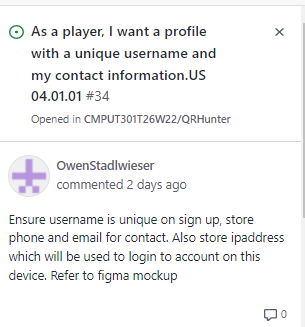 As a player, I want a profile
with a unique username and
my contact information.US
04.01.01 #34
Opened in CMPUT301T26W22/QRHunter
OwenStadlwieser
commented 2 days ago
Ensure username is unique on sign up, store
phone and email for contact. Also store ipaddress
which will be used to login to account on this
device. Refer to figma mockup
0